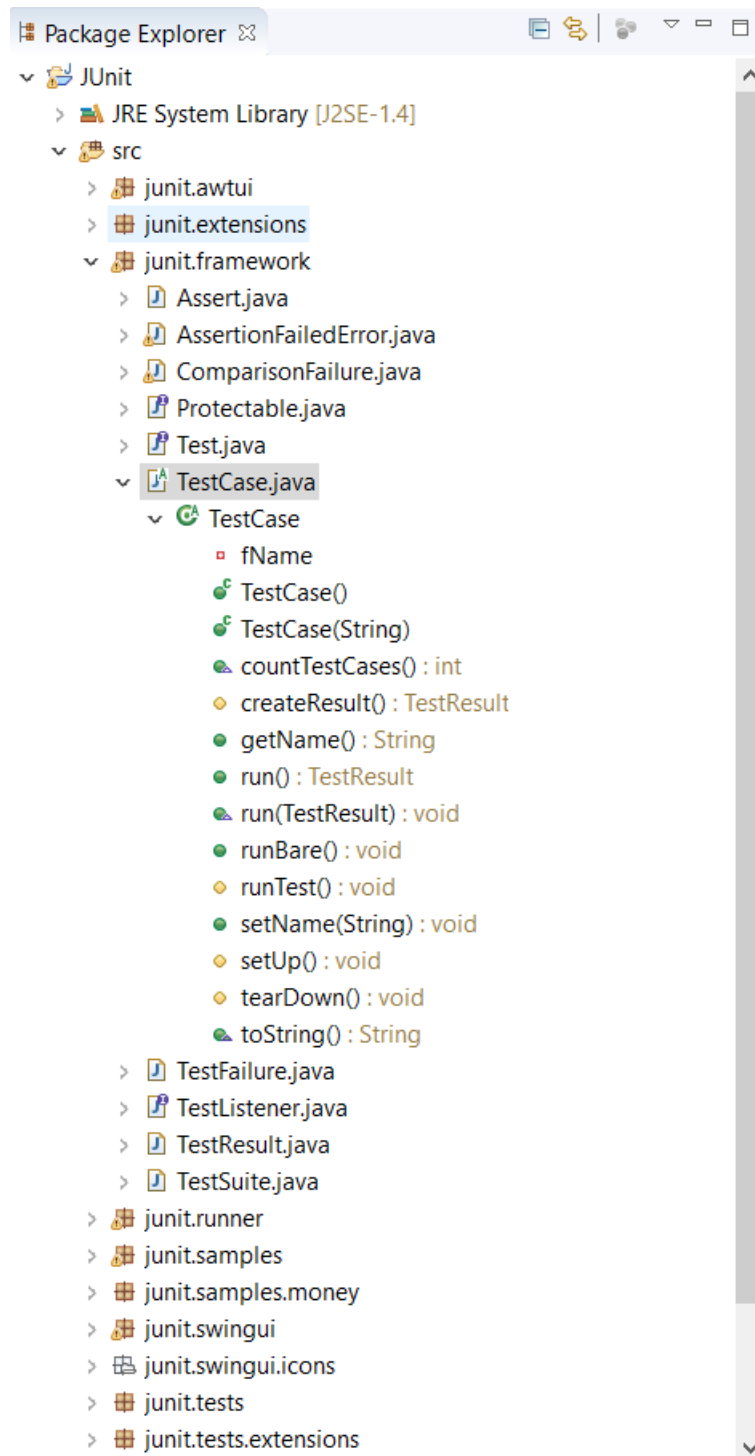 Package Explorer
JUnit
JRE System Library [J2SE-1.4]
src
junit.awtui
junit.extensions
junit.framework
Assert.java
AssertionFailedError.java
ComparisonFailure.java
Protectable.java
Test.java
TestCase.java
TestCase
fName
TestCase()
TestCase(String)
countTestCases() : int
createResult() : TestResult
getName() : String
run() : TestResult
run(TestResult) : void
runBare() : void
runTest() : void
setName(String) : void
setUp() : void
tearDown() : void
toString() : String
TestFailure.java
TestListener.java
TestResult.java
TestSuite.java
junit.runner
junit.samples
junit.samples.money
junit.swingui
junit.swingui.icons
junit.tests
junit.tests.extensions